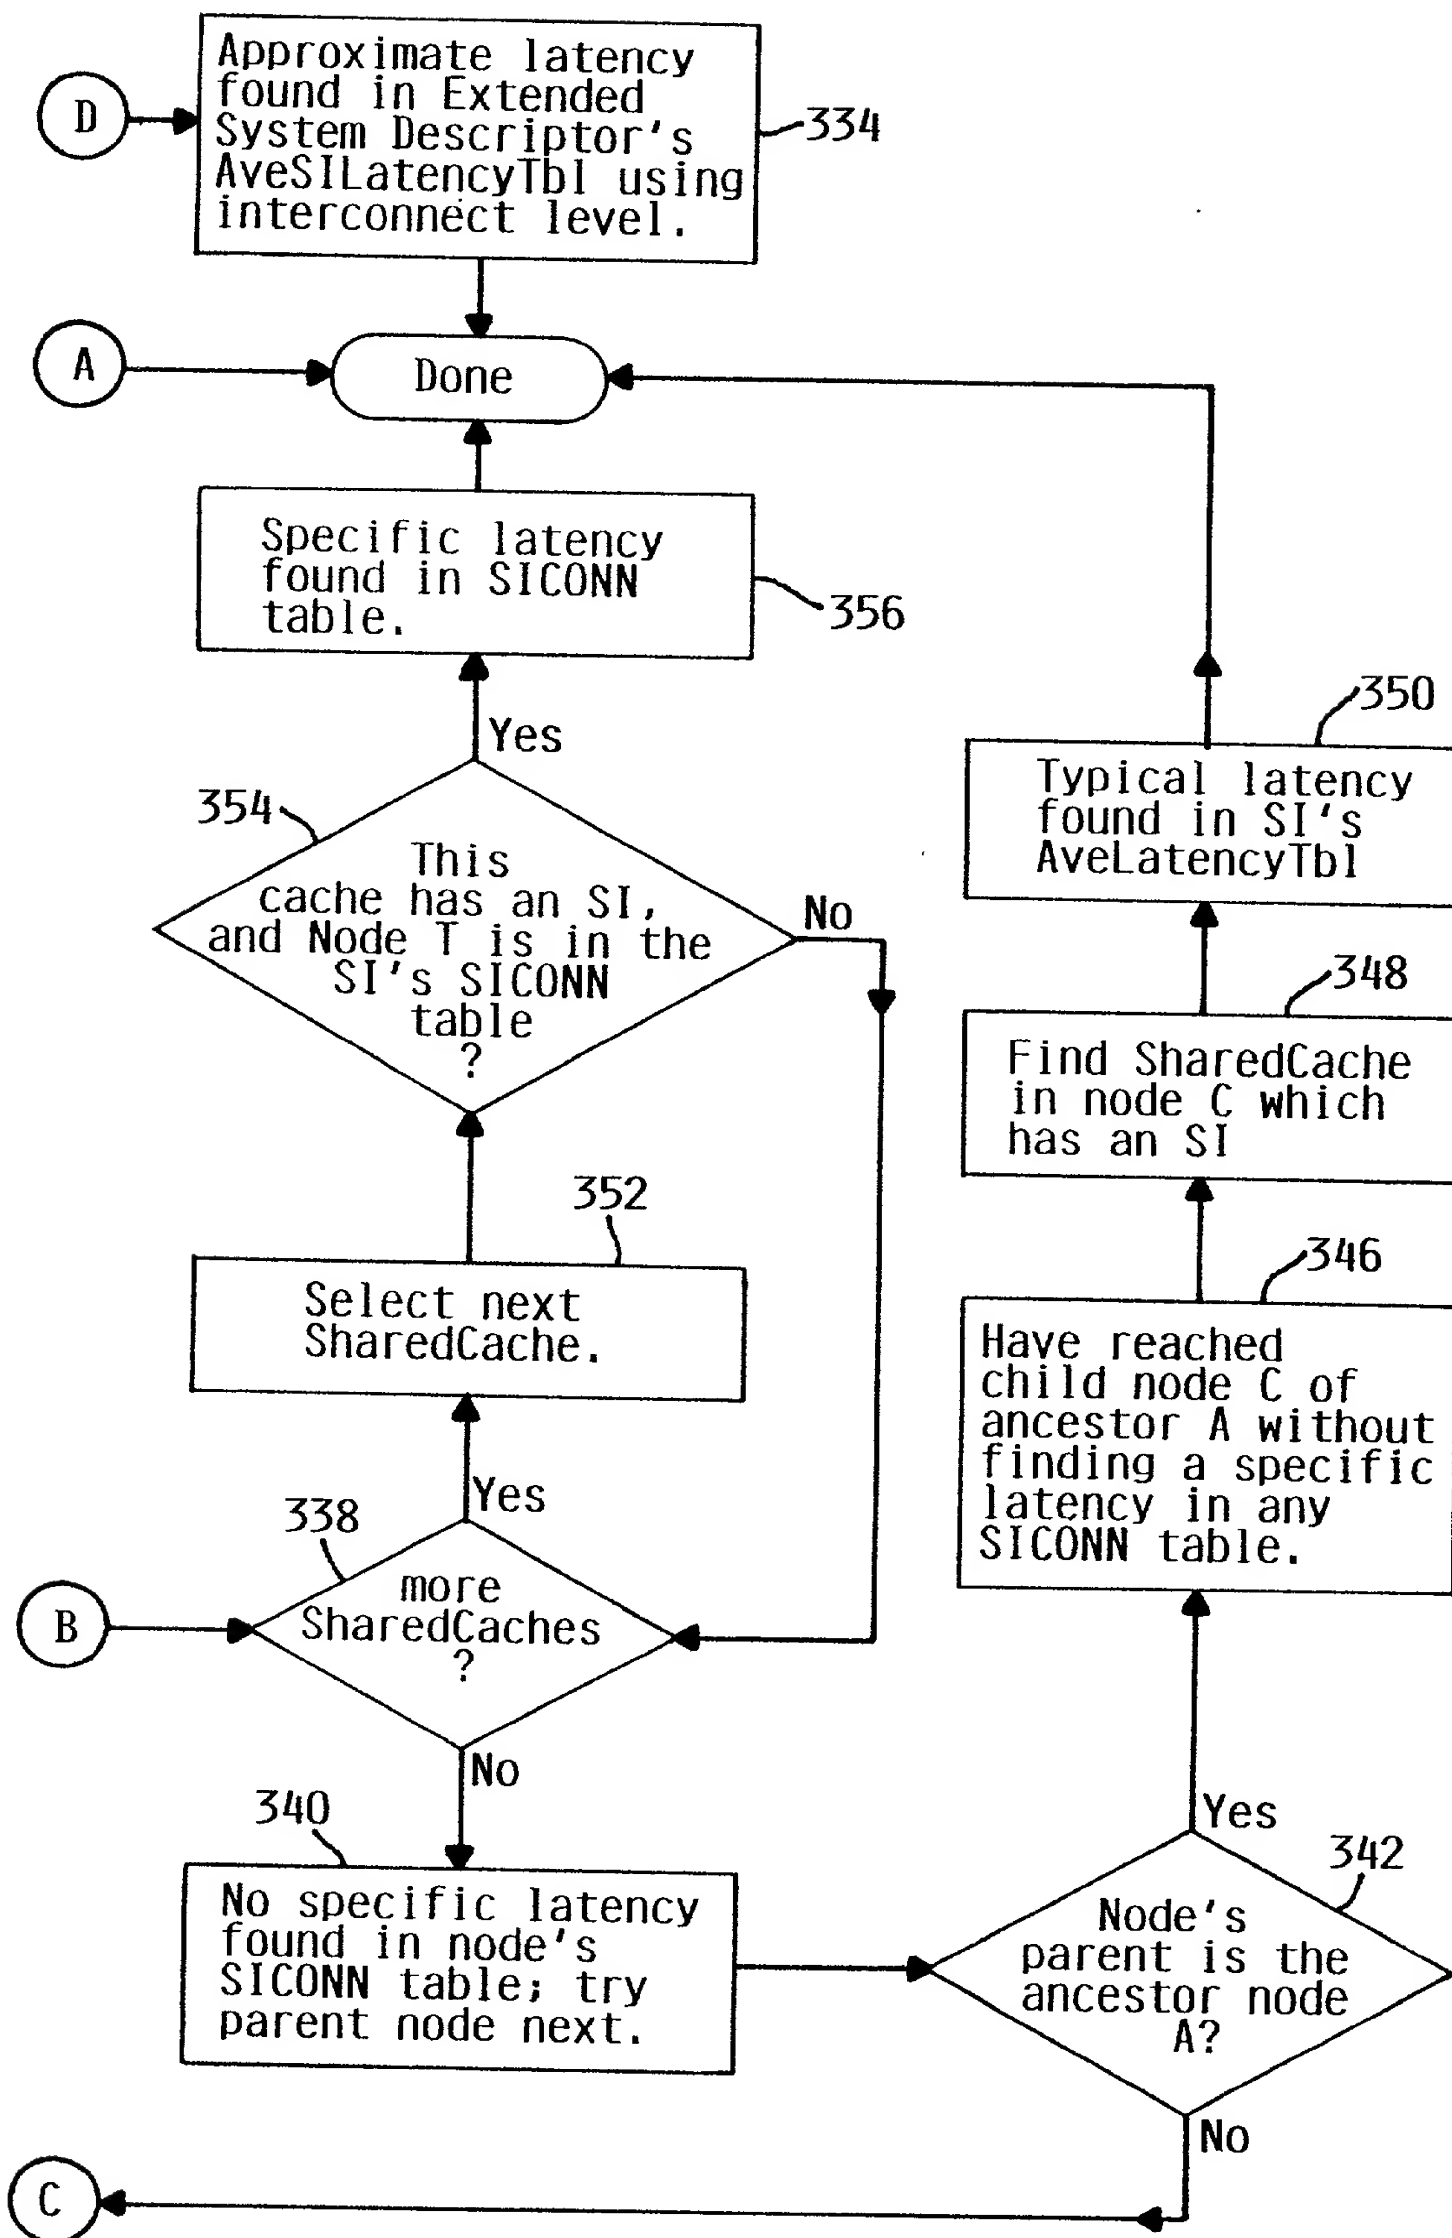 D
Approximate latency
found in Extended
System Descriptor's
AveSILatencyTbl using
interconnect level.
334
A
Done
Specific latency
found in SICONN
table.
356
Yes
354
This
cache has an SI,
and Node T is in the
SI's SICONN
table
?
No
352
Select next
SharedCache.
Yes
338
more
SharedCaches
?
B
No
340
No specific latency
found in node's
SICONN table; try
parent node next.
350
Typical latency
found in SI's
AveLatencyTbl
348
Find SharedCache
in node C which
has an SI
346
Have reached
child node C of
ancestor A without
finding a specific
latency in any
SICONN table.
Yes
342
Node's
parent is the
ancestor node
A?
No
C